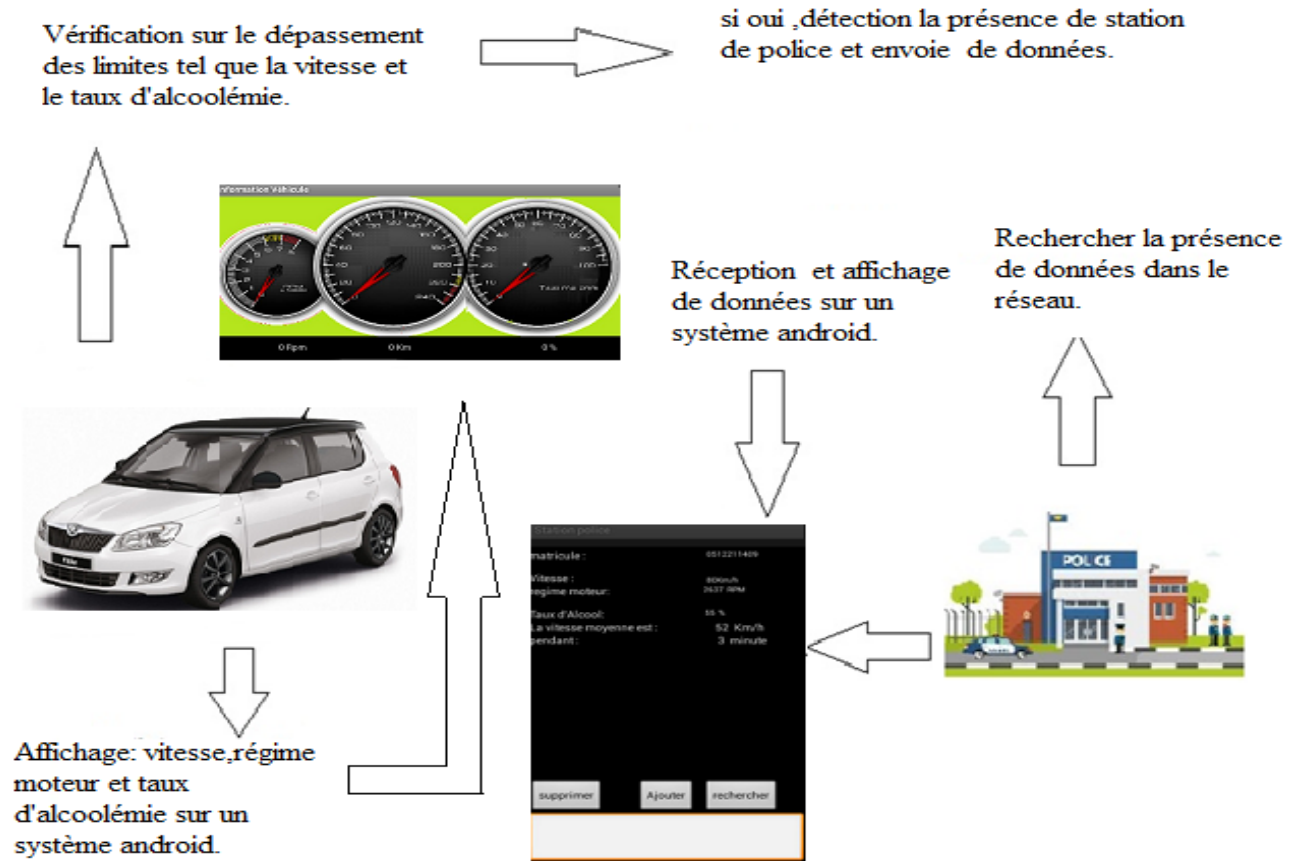 Vérification sur le dépassement
des limites tel que la vitesse et
le taux d'alcoolémie.
si oui ,détection la présence de station
de police et envoie de données.
nformation Véhicule
0 Rpm
0 Km
0 %
Réception et affichage
de données sur un
système android.
Rechercher la présence
de données dans le
réseau.
Station police
matricule : 0512211409
Vitesse : 80Km/h
regime moteur: 2637 RPM
Taux d'Alcool: 55 %
La vitesse moyenne est : 52 Km/h
pendant : 3 minute
supprimer
Ajouter
rechercher
POLICE
Affichage: vitesse,régime
moteur et taux
d'alcoolémie sur un
système android.